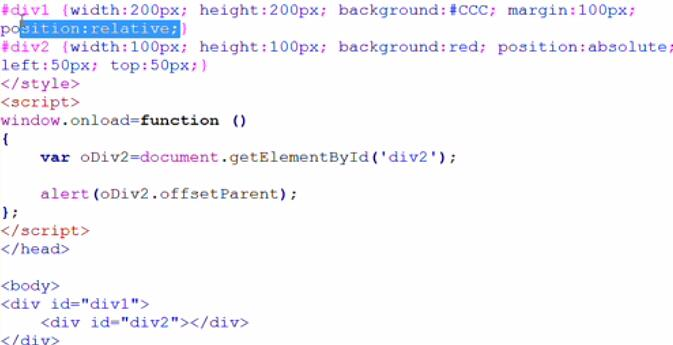 #div1 {width:200px; height:200px; background:#CCC; margin:100px;
position:relative;}
#div2 {width:100px; height:100px; background:red; position:absolute;
left:50px; top:50px;}
</style>
<script>
window.onload=function ()
{
    var oDiv2=document.getElementById('div2');

    alert(oDiv2.offsetParent);
};
</script>
</head>

<body>
<div id="div1">
    <div id="div2"></div>
</div>